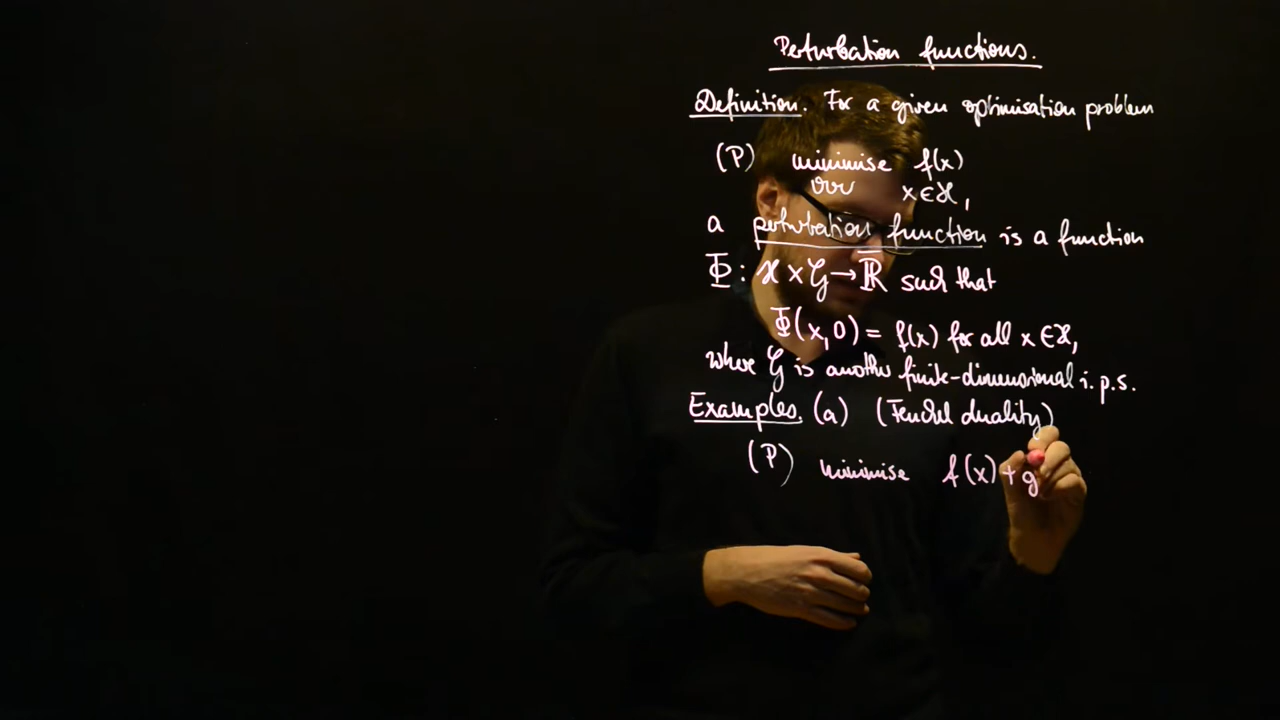 Perturbation functions.
Definition. For a given optimisation problem
(P) minimise f(x)
over x ∈ 𝒳,
a perturbation function is a function
Φ : 𝒳 × 𝒴 → ℝ̄ such that
Φ(x, 0) = f(x) for all x ∈ 𝒳,
where 𝒴 is another finite-dimensional i.p.s.
Examples. (a) (Fenchel duality)
(P) minimise f(x) + g